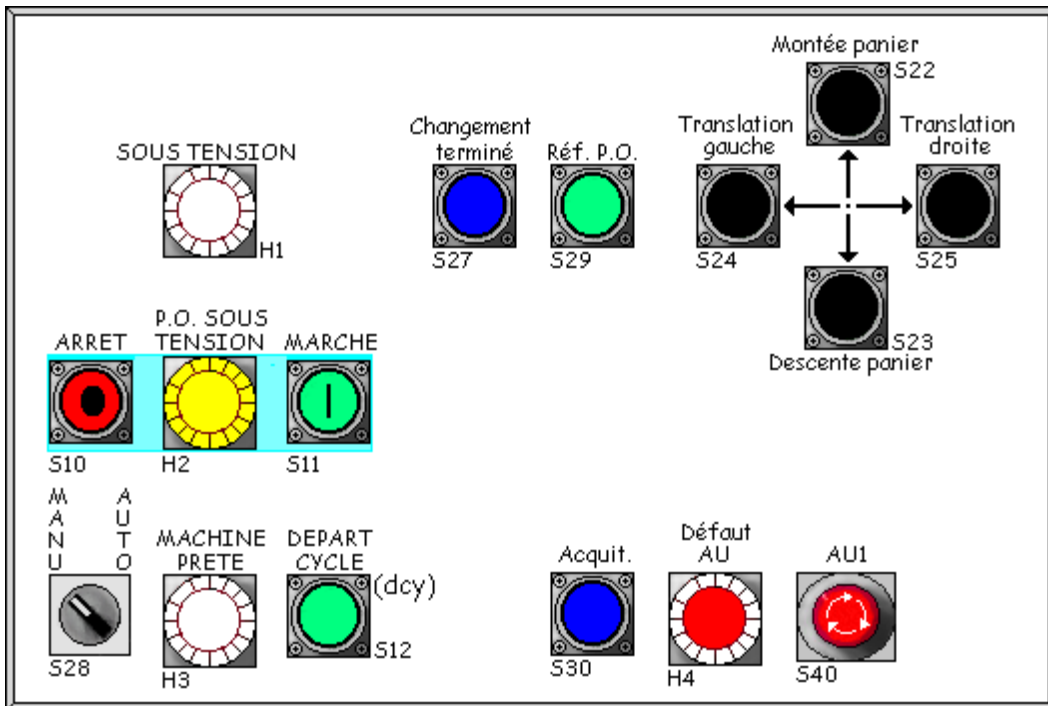 Montée panier
S22
Changement
terminé
Réf. P.O.
Translation
gauche
Translation
droite
SOUS TENSION
H1
S27
S29
S24
S25
P.O. SOUS
TENSION
ARRET
MARCHE
S23
Descente panier
S10
H2
S11
MANU
AUTO
MACHINE
PRETE
DEPART
CYCLE
(dcy)
Acquit.
Défaut
AU
AU1
S28
H3
S12
S30
H4
S40